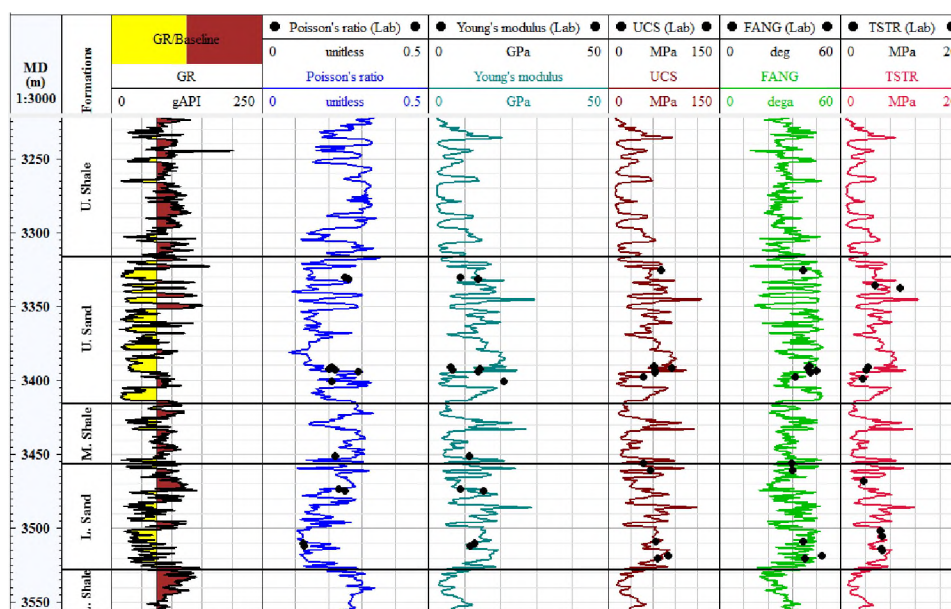 MD
(m)
1:3000
Formations
GR/Baseline
GR
0 gAPI 250
Poisson's ratio (Lab)
0 unitless 0.5
Poisson's ratio
0 unitless 0.5
Young's modulus (Lab)
0 GPa 50
Young's modulus
0 GPa 50
UCS (Lab)
0 MPa 150
UCS
0 MPa 150
FANG (Lab)
0 deg 60
FANG
0 dega 60
TSTR (Lab)
0 MPa 2
TSTR
0 MPa 2
3250
3300
3350
3400
3450
3500
3550
U. Shale
U. Sand
M. Shale
L. Sand
. Shale